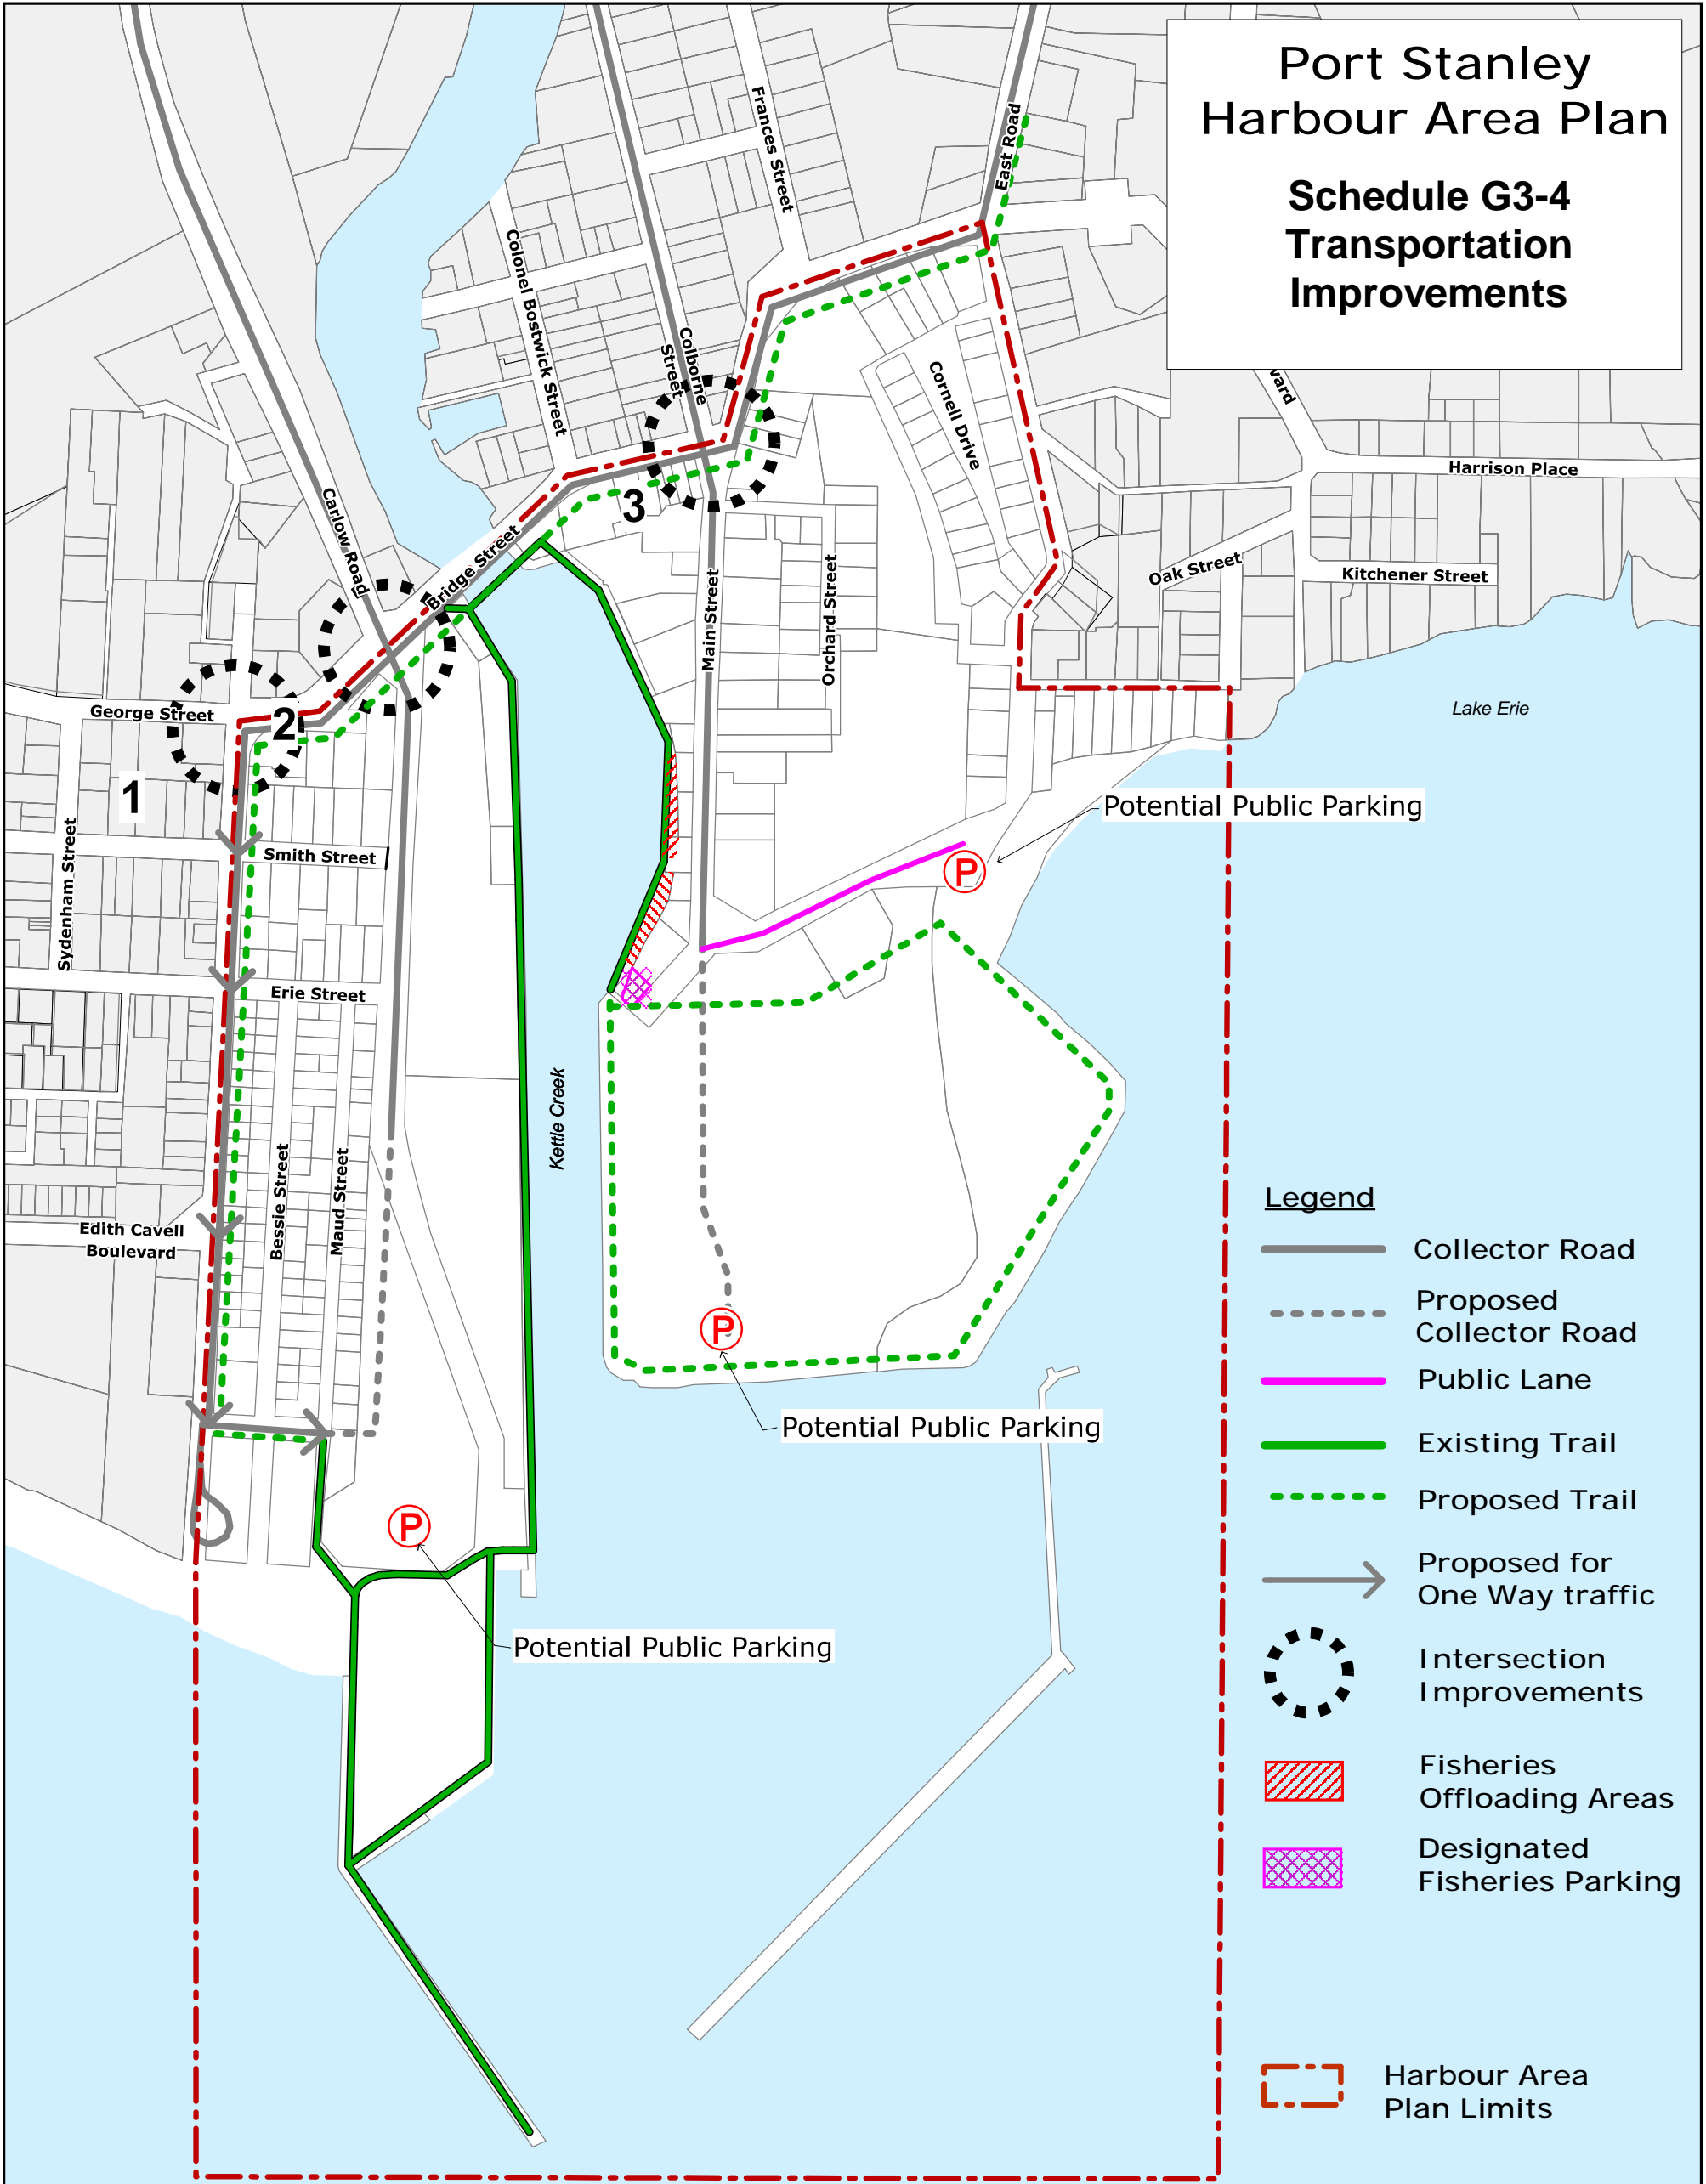 Port Stanley
Harbour Area Plan
Schedule G3-4
Transportation
Improvements
Frances Street
East Road
Colonel Bostwick Street
Colborne
Street
Cornell Drive
vard
Harrison Place
Carlow Road
3
Bridge Street
Oak Street
Kitchener Street
Main Street
Orchard Street
George Street
2
Lake Erie
1
Potential Public Parking
P
Smith Street
Sydenham Street
Erie Street
Kettle Creek
Bessie Street
Maud Street
Edith Cavell
Boulevard
P
Potential Public Parking
P
Potential Public Parking
Legend
Collector Road
Proposed
Collector Road
Public Lane
Existing Trail
Proposed Trail
Proposed for
One Way traffic
Intersection
Improvements
Fisheries
Offloading Areas
Designated
Fisheries Parking
Harbour Area
Plan Limits